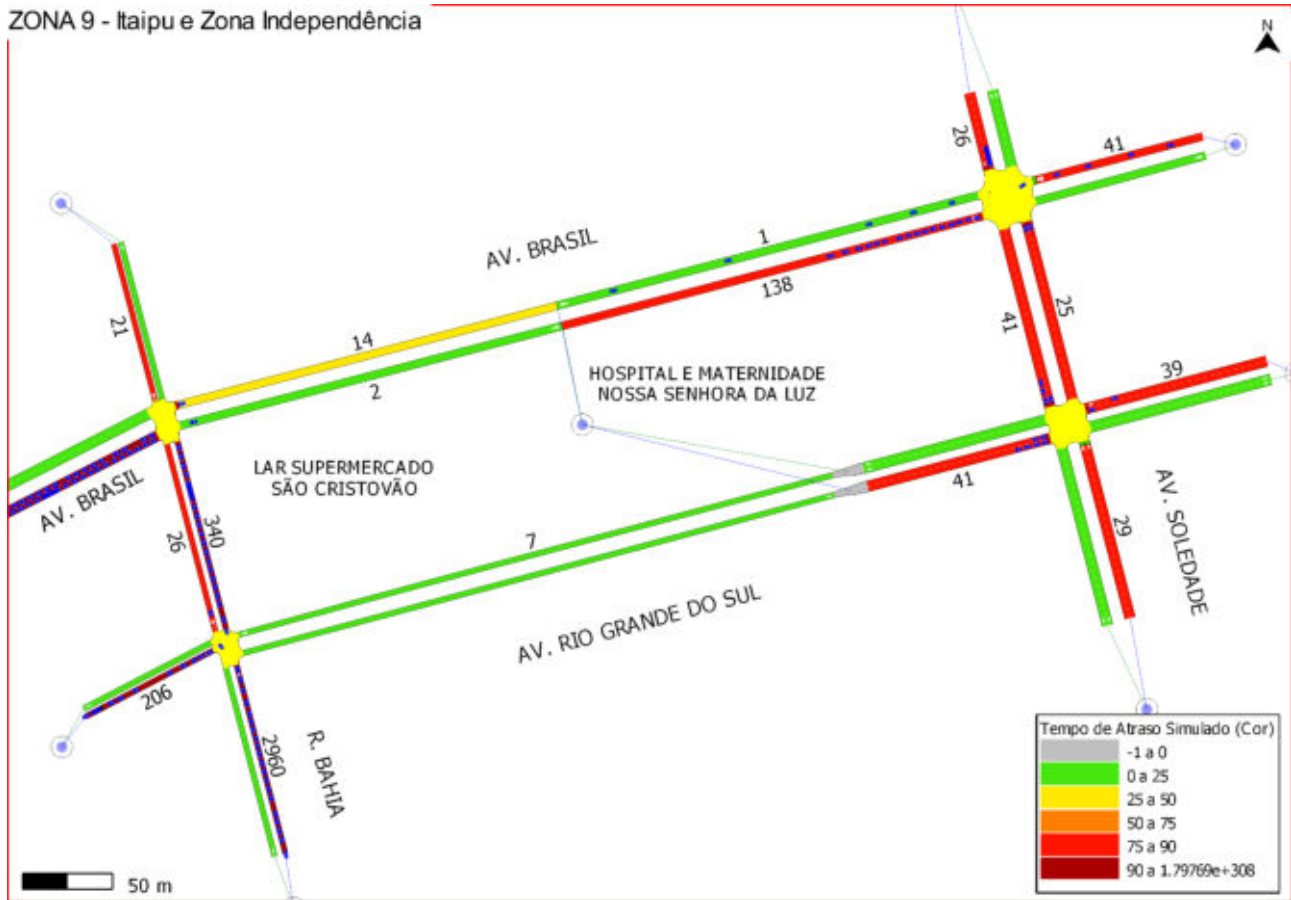 ZONA 9 - Itaipu e Zona Independência
N
26
41
AV. BRASIL
1
138
21
14
2
41
25
HOSPITAL E MATERNIDADE
NOSSA SENHORA DA LUZ
39
LAR SUPERMERCADO
SÃO CRISTOVÃO
AV. BRASIL
41
26
340
7
29
AV. SOLEDADE
AV. RIO GRANDE DO SUL
206
2960
R. BAHIA
Tempo de Atraso Simulado (Cor)
-1 a 0
0 a 25
25 a 50
50 a 75
75 a 90
90 a 1.79769e+308
50 m